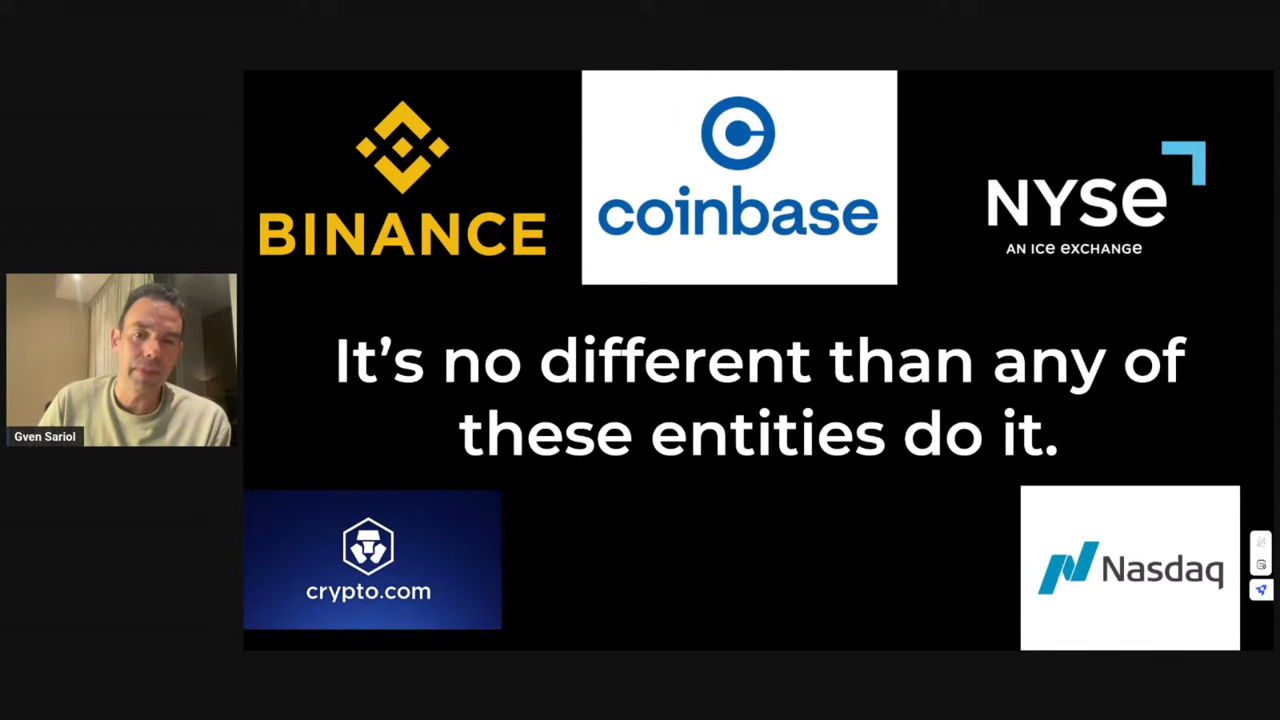 BINANCE
coinbase
NYSE
AN ICE EXCHANGE
It’s no different than any of
these entities do it.
Gven Sariol
crypto.com
Nasdaq